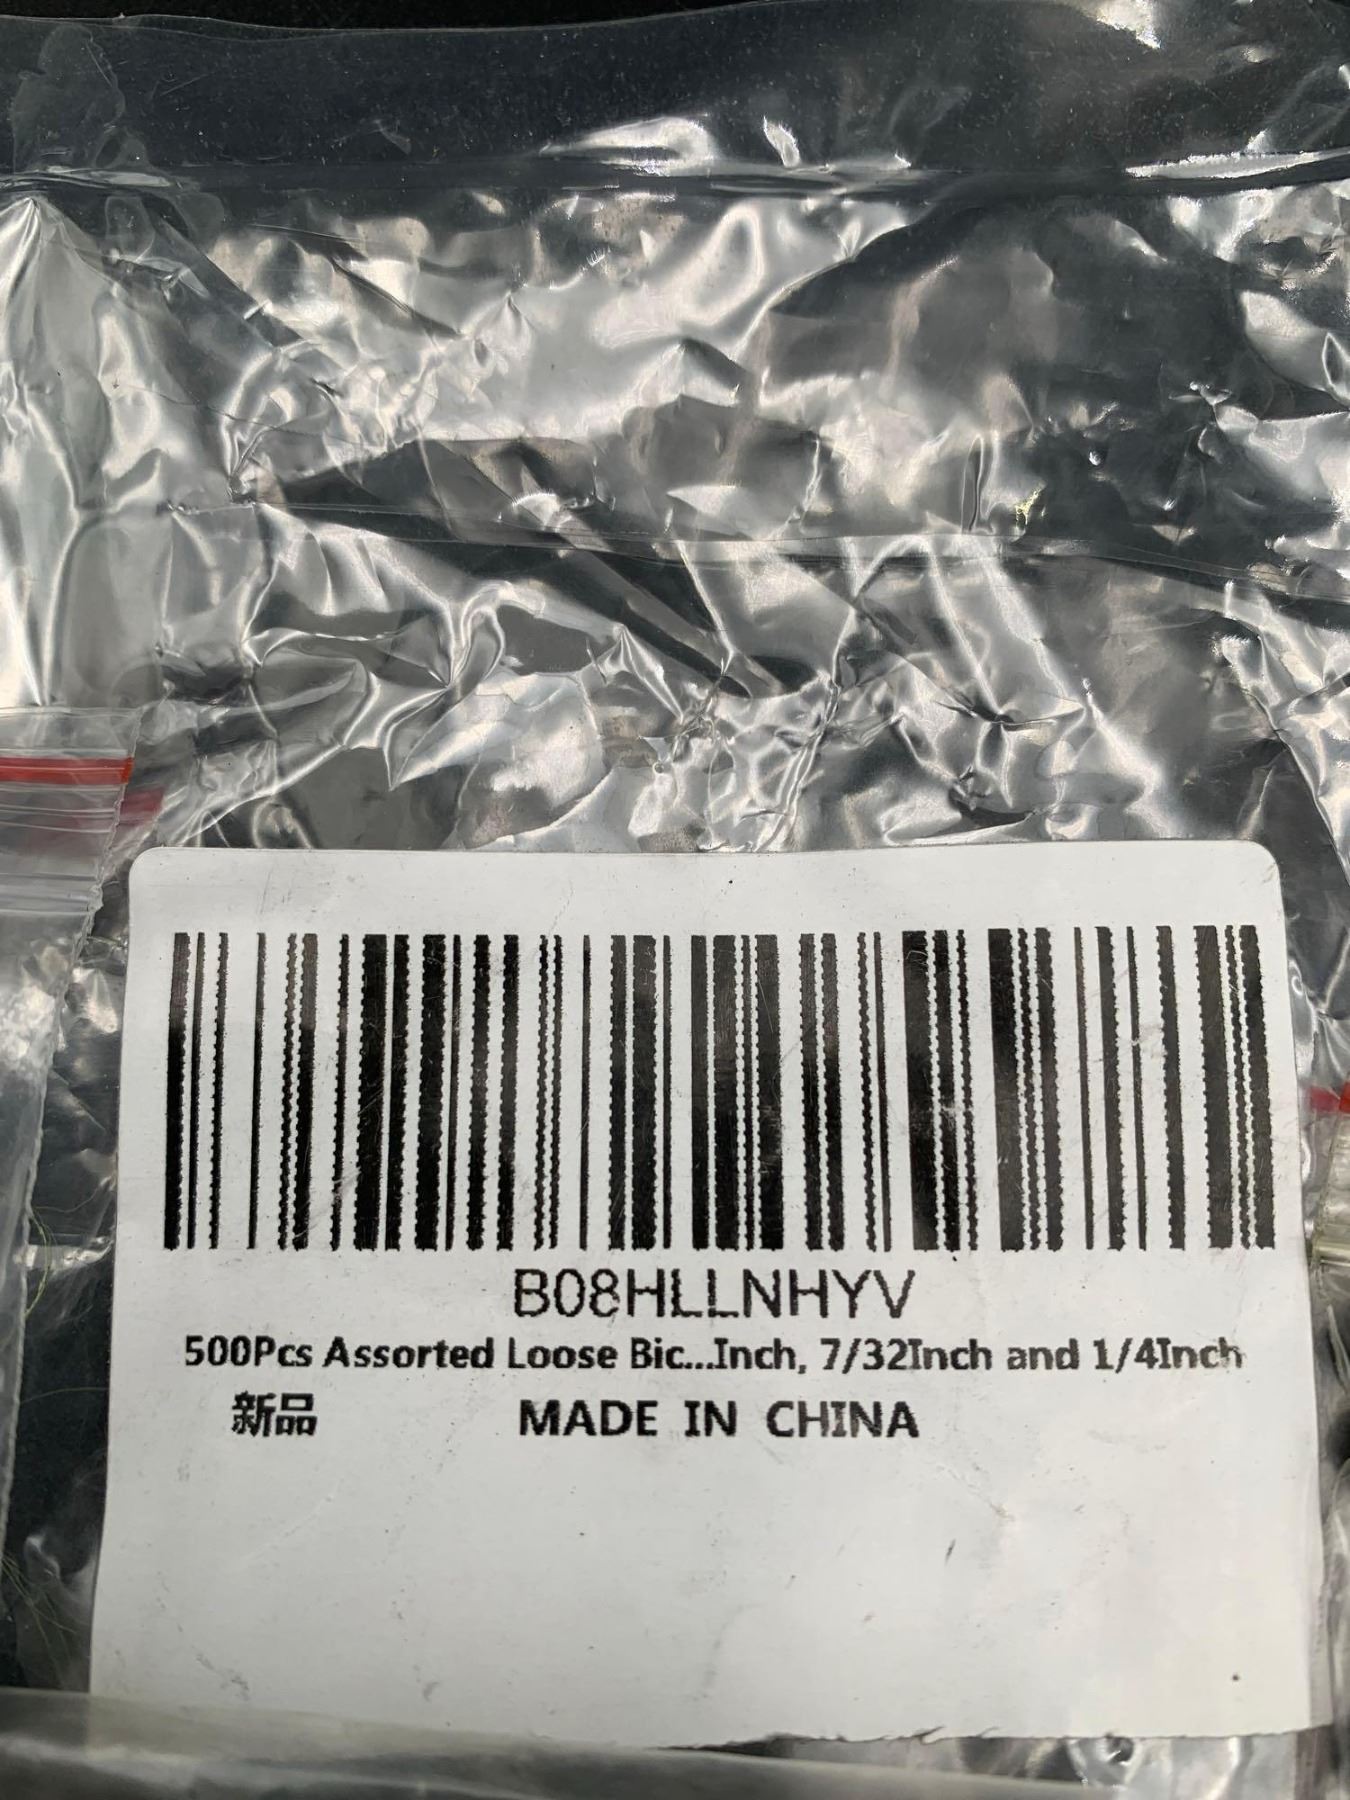 B08HLLNHYV
500Pcs Assorted Loose Bic...Inch, 7/32Inch and 1/4Inch
新品 MADE IN CHINA